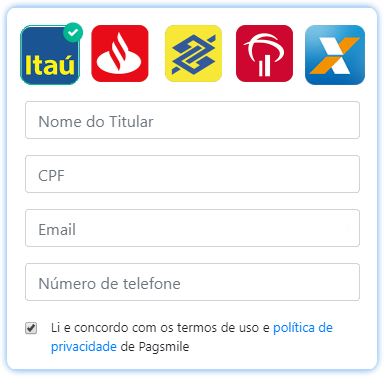 Itaú
Nome do Titular
CPF
Email
Número de telefone
Li e concordo com os termos de uso e política de
privacidade de Pagsmile